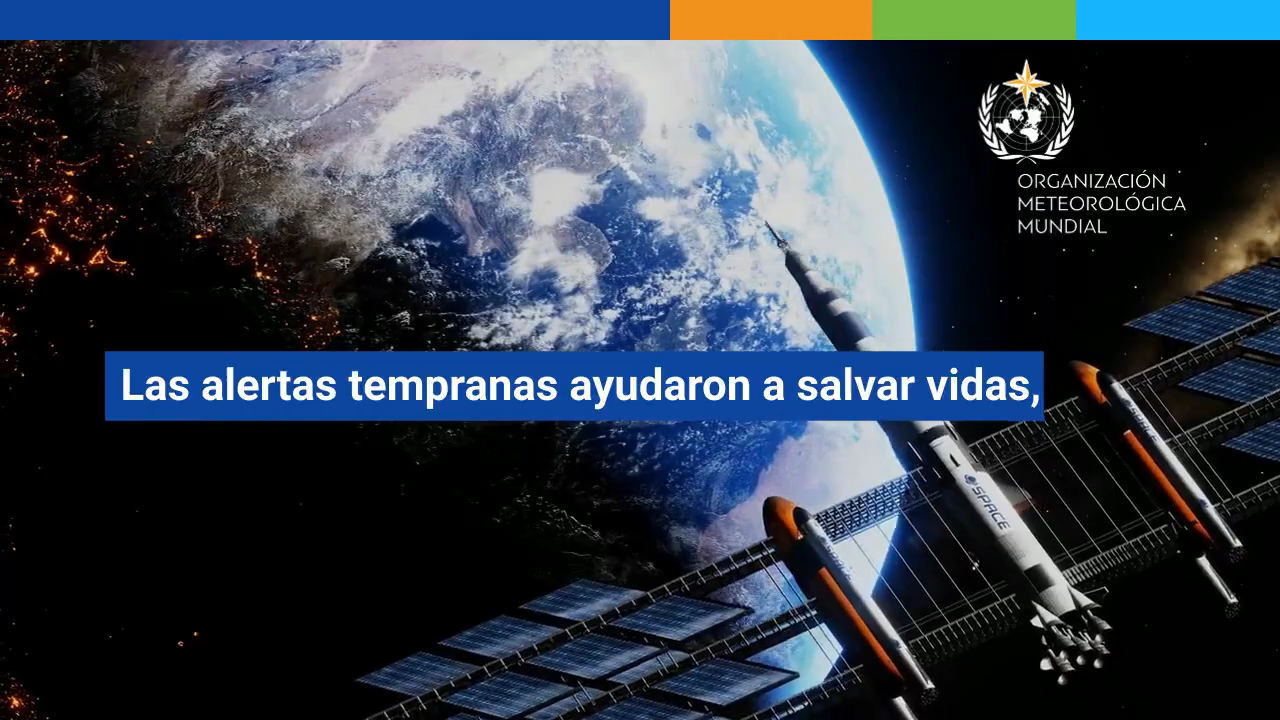 ORGANIZACIÓN
METEOROLÓGICA
MUNDIAL
Las alertas tempranas ayudaron a salvar vidas,
SPACE